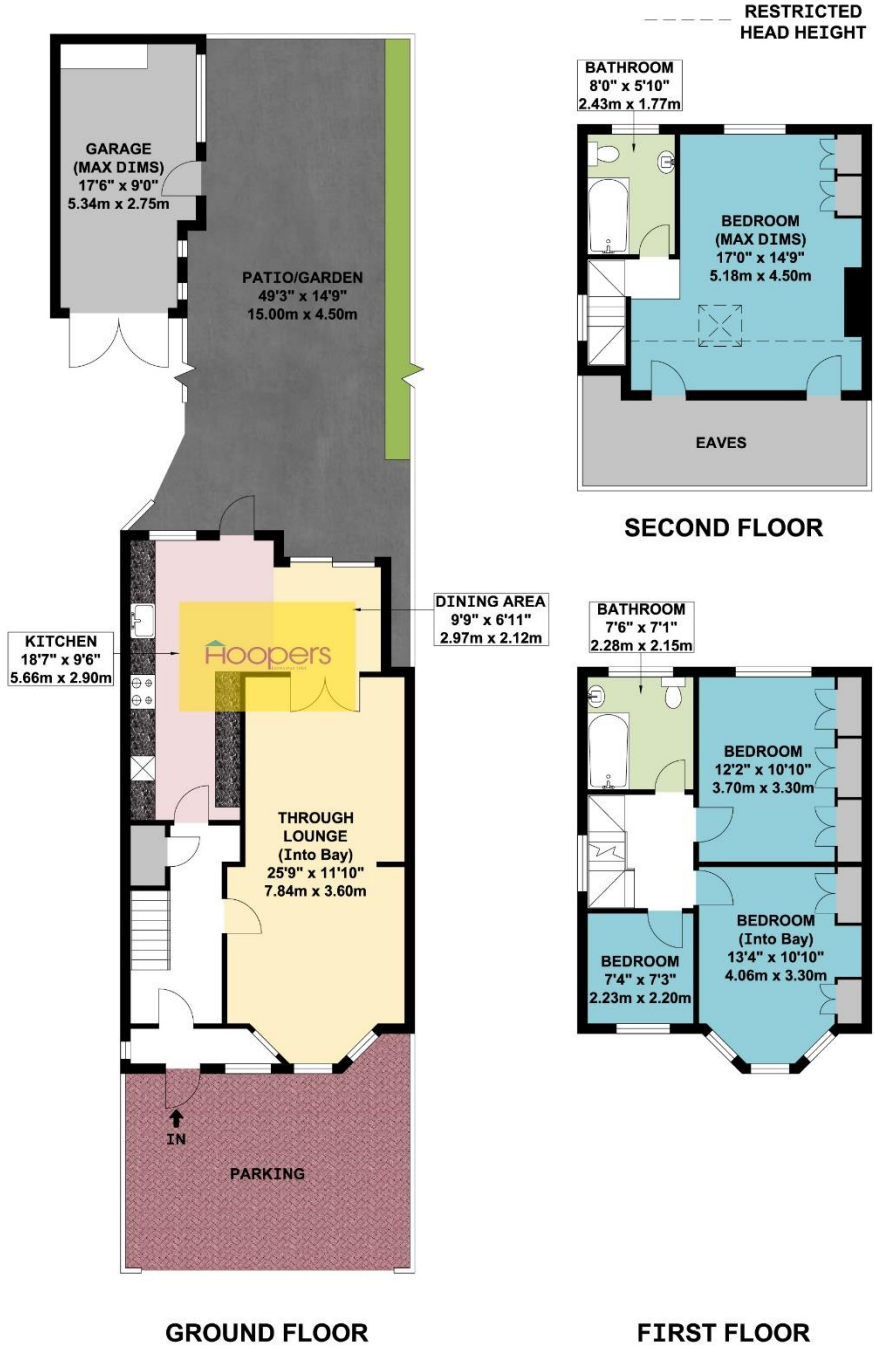 RESTRICTED
HEAD HEIGHT
BATHROOM
8'0" x 5'10"
2.43m x 1.77m
GARAGE
(MAX DIMS)
17'6" x 9'0"
5.34m x 2.75m
BEDROOM
(MAX DIMS)
17'0" x 14'9"
5.18m x 4.50m
PATIO/GARDEN
49'3" x 14'9"
15.00m x 4.50m
EAVES
SECOND FLOOR
DINING AREA
9'9" x 6'11"
2.97m x 2.12m
BATHROOM
7'6" x 7'1"
2.28m x 2.15m
KITCHEN
18'7" x 9'6"
5.66m x 2.90m
Hoopers
BEDROOM
12'2" x 10'10"
3.70m x 3.30m
THROUGH
LOUNGE
(Into Bay)
25'9" x 11'10"
7.84m x 3.60m
BEDROOM
(Into Bay)
13'4" x 10'10"
4.06m x 3.30m
BEDROOM
7'4" x 7'3"
2.23m x 2.20m
IN
PARKING
GROUND FLOOR
FIRST FLOOR